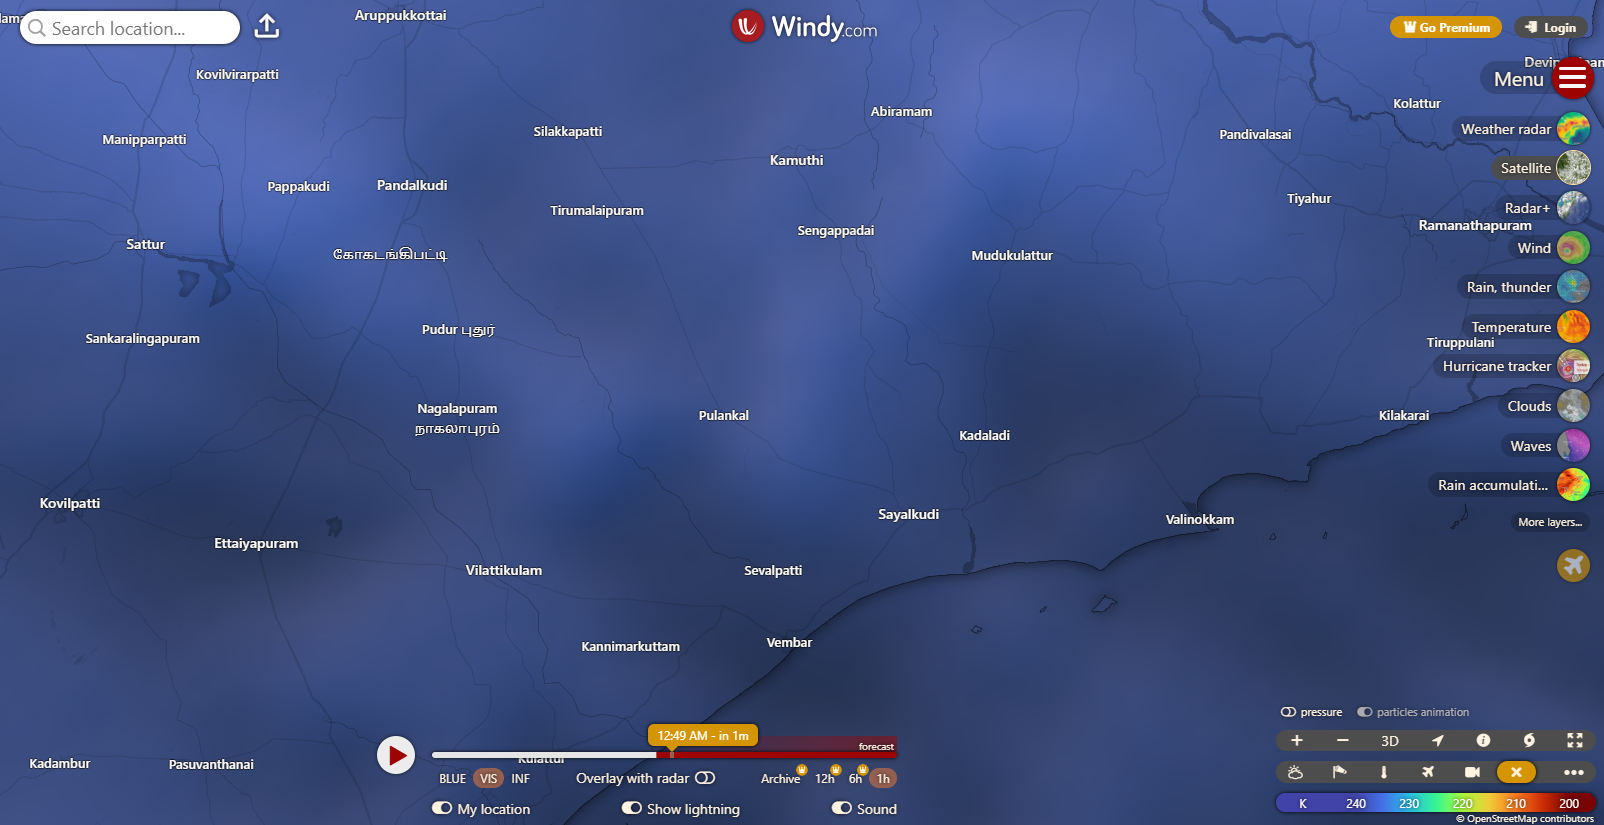 Search location...
Windy.com
Go Premium
Login
Menu
Weather radar
Satellite
Radar+
Wind
Rain, thunder
Temperature
Hurricane tracker
Clouds
Waves
Rain accumulati...
More layers...
Aruppukkottai
Kovilvirarpatti
Kolattur
Abiramam
Silakkapatti
Pandivalasai
Manipparpatti
Kamuthi
Pandalkudi
Pappakudi
Tiyahur
Tirumalaipuram
Ramanathapuram
Sengappadai
Sattur
கோகடங்கிபட்டி
Mudukulattur
Pudur புதூர்
Sankaralingapuram
Tiruppulani
Nagalapuram
நாகலாபுரம்
Pulankal
Kilakarai
Kadaladi
Kovilpatti
Sayalkudi
Valinokkam
Ettaiyapuram
Vilattikulam
Sevalpatti
Vembar
Kannimarkuttam
Kadambur
Pasuvanthanai
12:49 AM - in 1m
forecast
BLUE VIS INF
Overlay with radar
Archive 12h 6h 1h
My location
Show lightning
Sound
pressure
particles animation
3D
K 240 230 220 210 200
© OpenStreetMap contributors